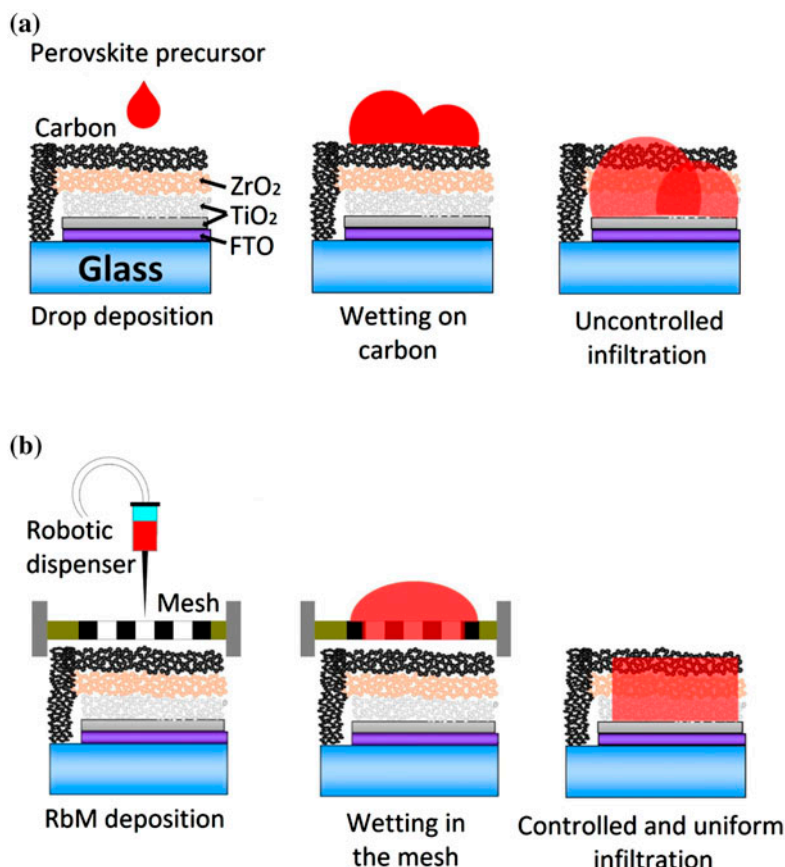 (a)
Perovskite precursor
Carbon
ZrO₂
TiO₂
FTO
Glass
Drop deposition
Wetting on
carbon
Uncontrolled
infiltration
(b)
Robotic
dispenser
Mesh
RbM deposition
Wetting in
the mesh
Controlled and uniform
infiltration